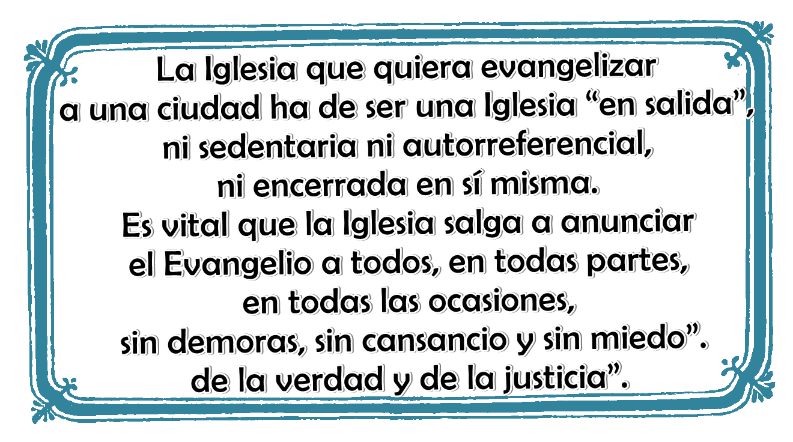 La Iglesia que quiera evangelizar
a una ciudad ha de ser una Iglesia “en salida”,
ni sedentaria ni autorreferencial,
ni encerrada en sí misma.
Es vital que la Iglesia salga a anunciar
el Evangelio a todos, en todas partes,
en todas las ocasiones,
sin demoras, sin cansancio y sin miedo”.
de la verdad y de la justicia”.